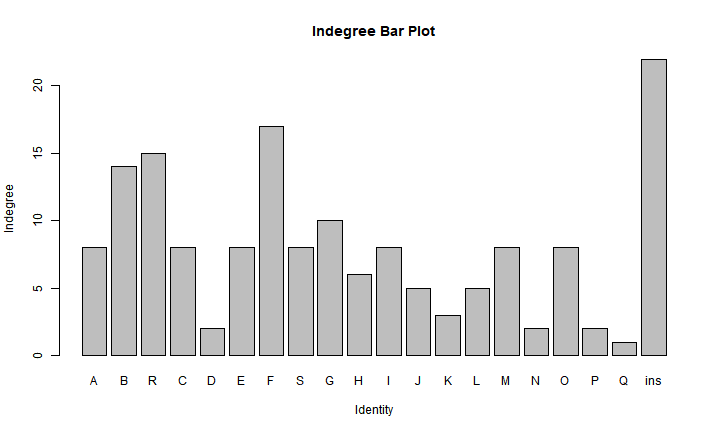 Indegree Bar Plot
Indegree
20
15
10
5
0
A B R C D E F S G H I J K L M N O P Q ins
Identity